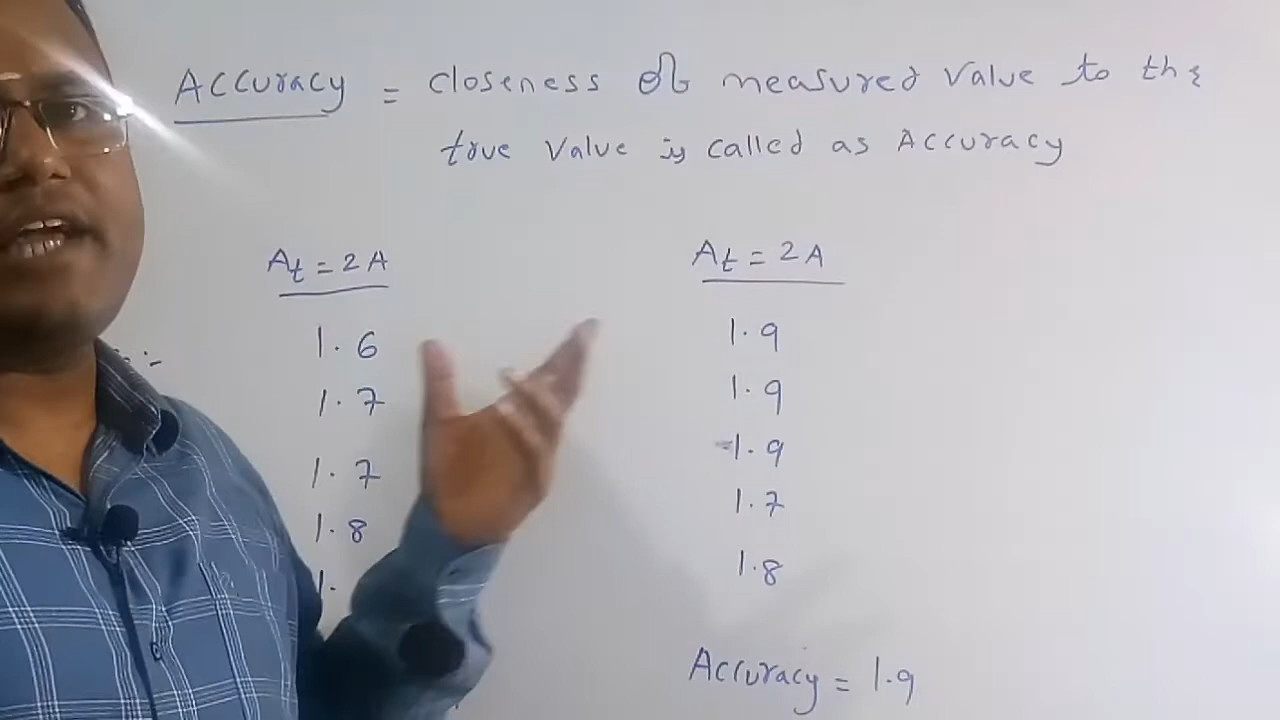 Accuracy = closeness of measured value to the
true value is called as Accuracy
At = 2A
1.6
1.7
1.7
1.8
1.
At = 2A
1.9
1.9
1.9
1.7
1.8
Accuracy = 1.9